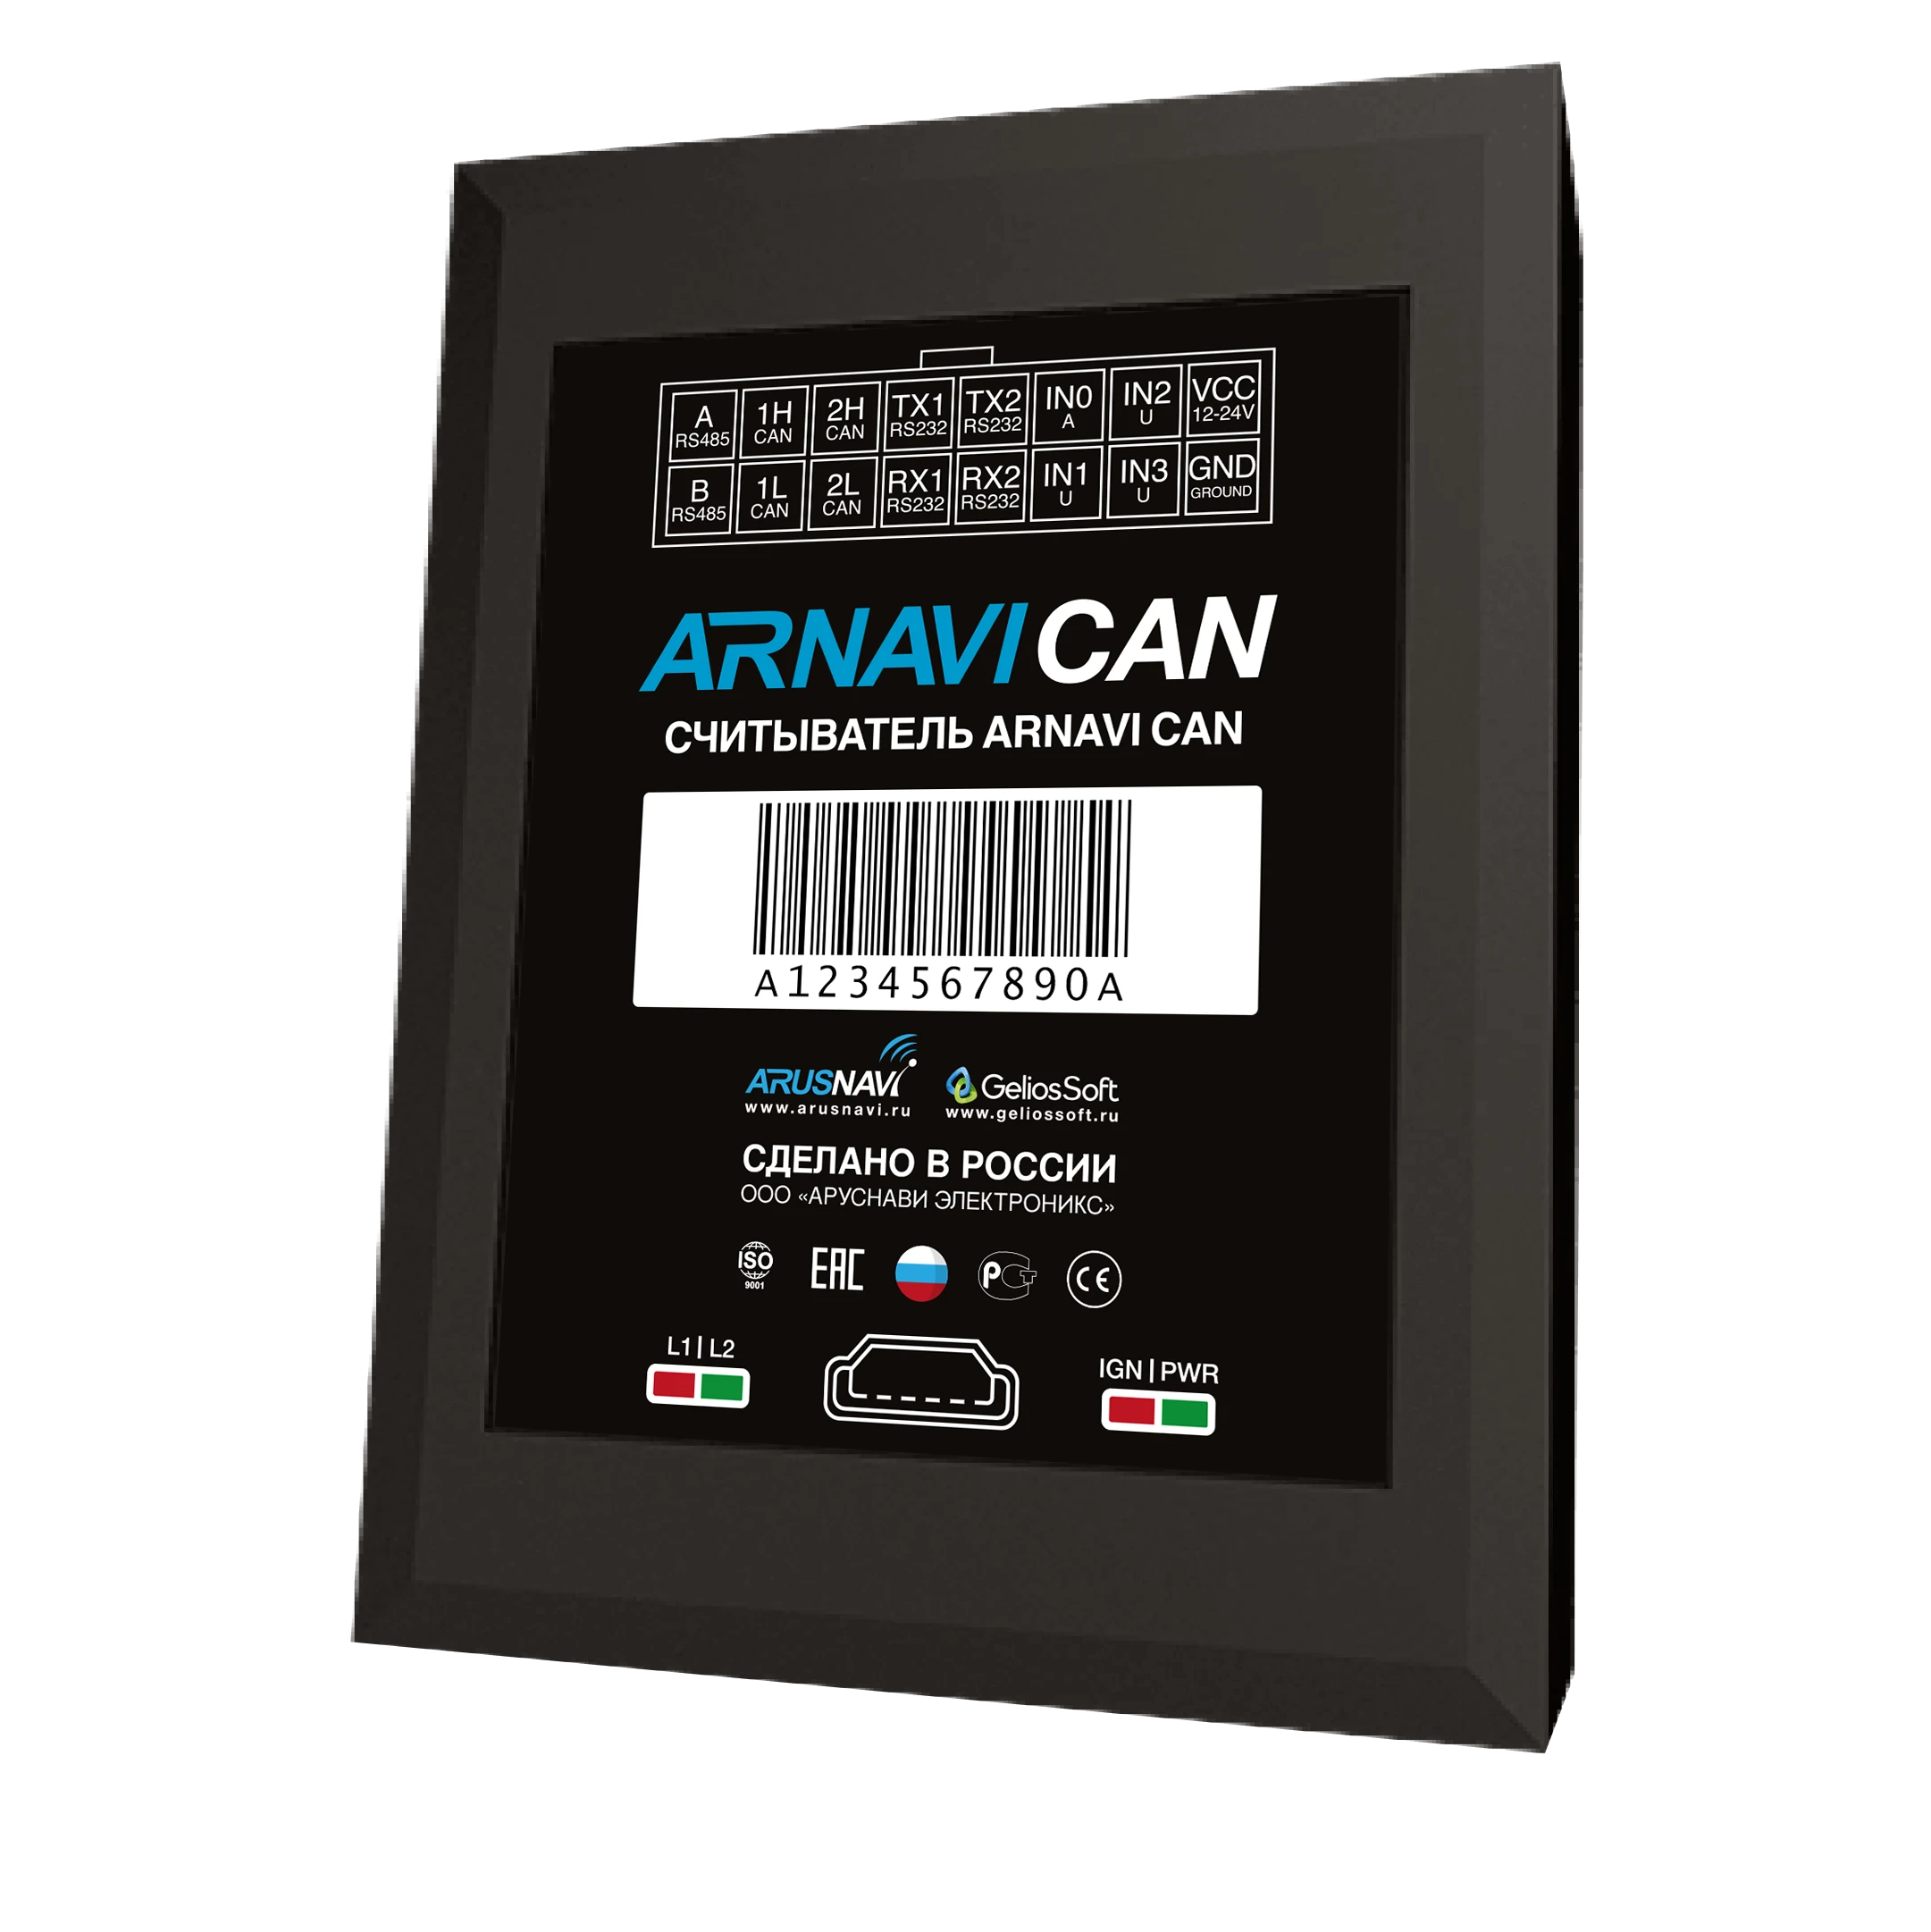 A 1H 2H TX1 TX2 IN0 IN2 VCC
RS485 CAN CAN RS232 RS232 A U 12-24V
B 1L 2L RX1 RX2 IN1 IN3 GND
RS485 CAN CAN RS232 RS232 U U GROUND
ARNAVI CAN
СЧИТЫВАТЕЛЬ ARNAVI CAN
A1234567890A
ARUSNAVI GeliosSoft
www.arusnavi.ru www.geliossoft.ru
СДЕЛАНО В РОССИИ
ООО «АРУСНАВИ ЭЛЕКТРОНИКС»
ISO 9001 EAC РСТ CE
L1|L2 IGN|PWR